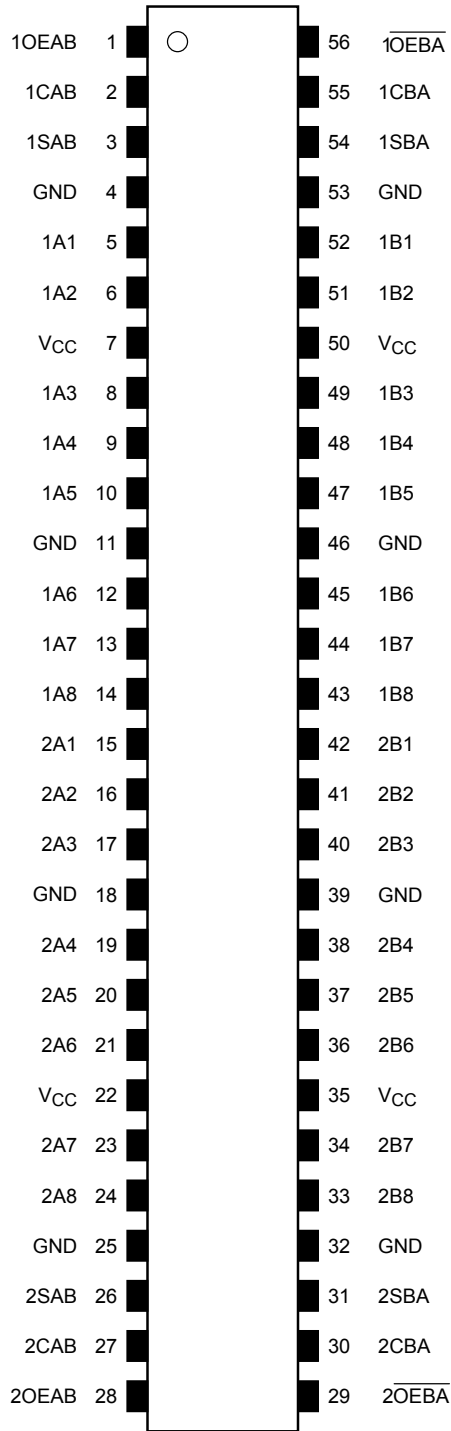 1OEAB 1 56 1OEBA
1CAB 2 55 1CBA
1SAB 3 54 1SBA
GND 4 53 GND
1A1 5 52 1B1
1A2 6 51 1B2
VCC 7 50 VCC
1A3 8 49 1B3
1A4 9 48 1B4
1A5 10 47 1B5
GND 11 46 GND
1A6 12 45 1B6
1A7 13 44 1B7
1A8 14 43 1B8
2A1 15 42 2B1
2A2 16 41 2B2
2A3 17 40 2B3
GND 18 39 GND
2A4 19 38 2B4
2A5 20 37 2B5
2A6 21 36 2B6
VCC 22 35 VCC
2A7 23 34 2B7
2A8 24 33 2B8
GND 25 32 GND
2SAB 26 31 2SBA
2CAB 27 30 2CBA
2OEAB 28 29 2OEBA